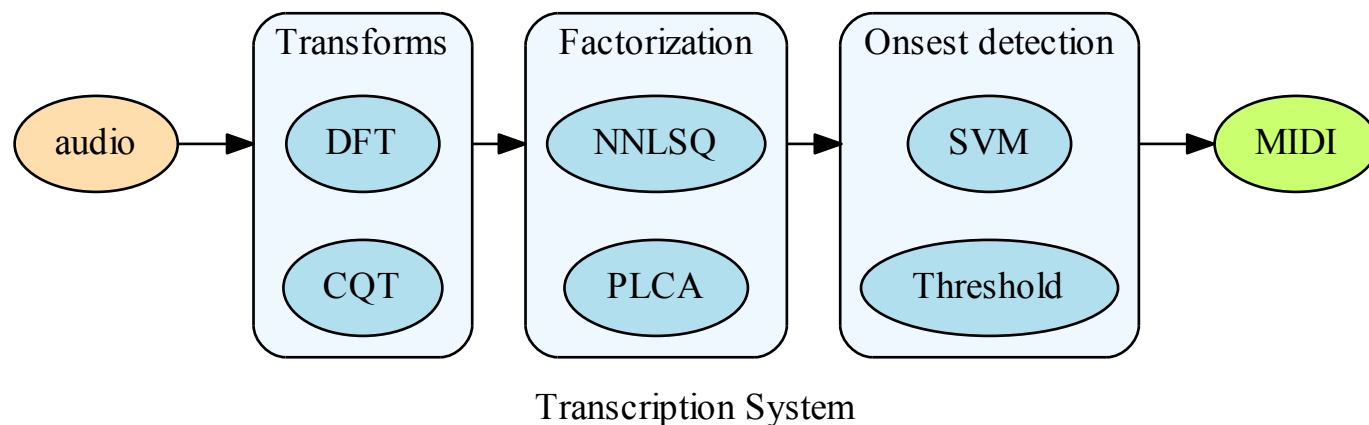 Transforms
Factorization
Onsest detection
audio
DFT
NNLSQ
SVM
MIDI
CQT
PLCA
Threshold
Transcription System